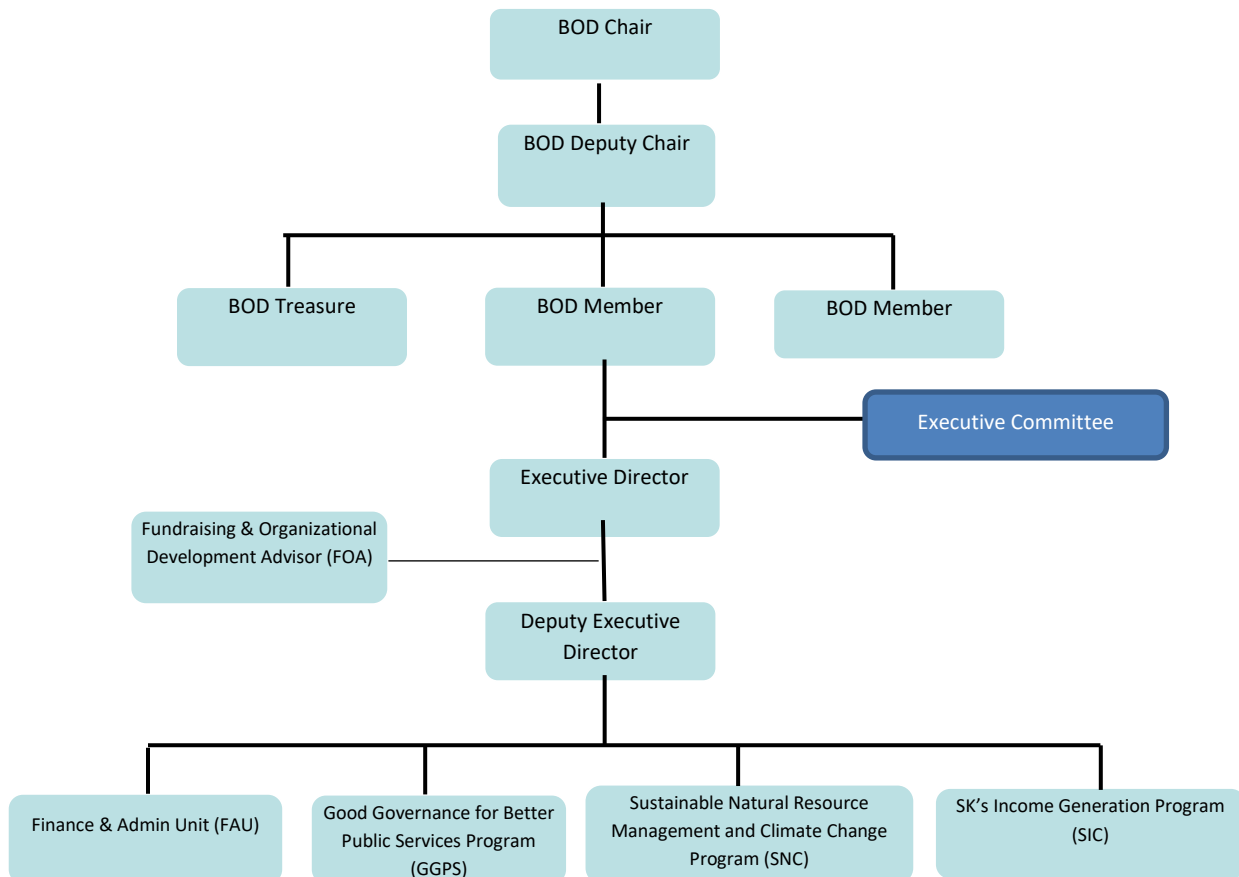 BOD Chair
BOD Deputy Chair
BOD Treasure
BOD Member
BOD Member
Executive Committee
Executive Director
Fundraising & Organizational
Development Advisor (FOA)
Deputy Executive
Director
Finance & Admin Unit (FAU)
Good Governance for Better
Public Services Program
(GGPS)
Sustainable Natural Resource
Management and Climate Change
Program (SNC)
SK’s Income Generation Program
(SIC)